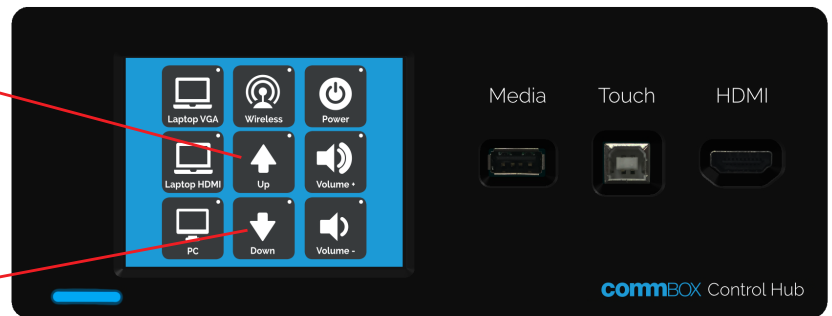 Laptop VGA
Wireless
Power
Laptop HDMI
Up
Volume +
PC
Down
Volume -
Media
Touch
HDMI
commBOX Control Hub